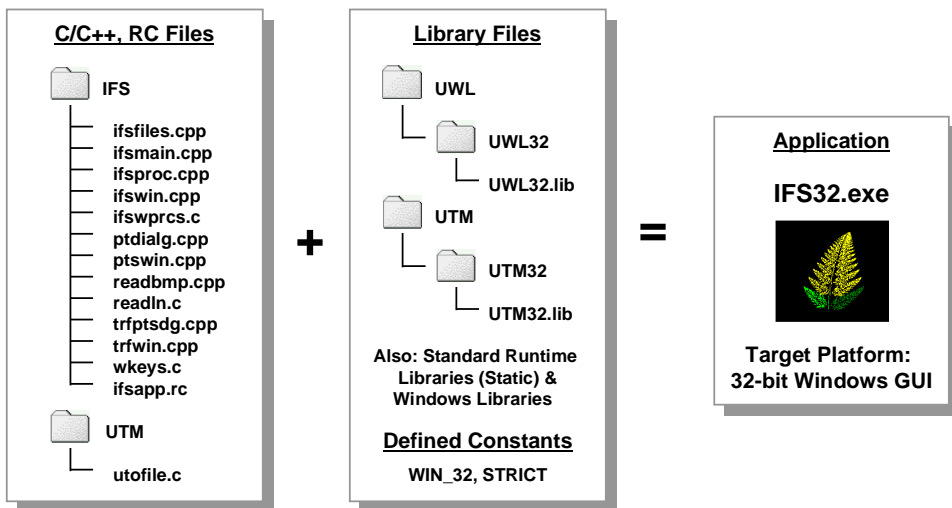 C/C++, RC Files
IFS
ifsfiles.cpp
ifsmain.cpp
ifsproc.cpp
ifswin.cpp
ifswprcs.c
ptdialg.cpp
ptswin.cpp
readbmp.cpp
readln.c
trfptsdg.cpp
trfwin.cpp
wkeys.c
ifsapp.rc
UTM
utofile.c
+
Library Files
UWL
UWL32
UWL32.lib
UTM
UTM32
UTM32.lib
Also: Standard Runtime
Libraries (Static) &
Windows Libraries
Defined Constants
WIN_32, STRICT
=
Application
IFS32.exe
Target Platform:
32-bit Windows GUI